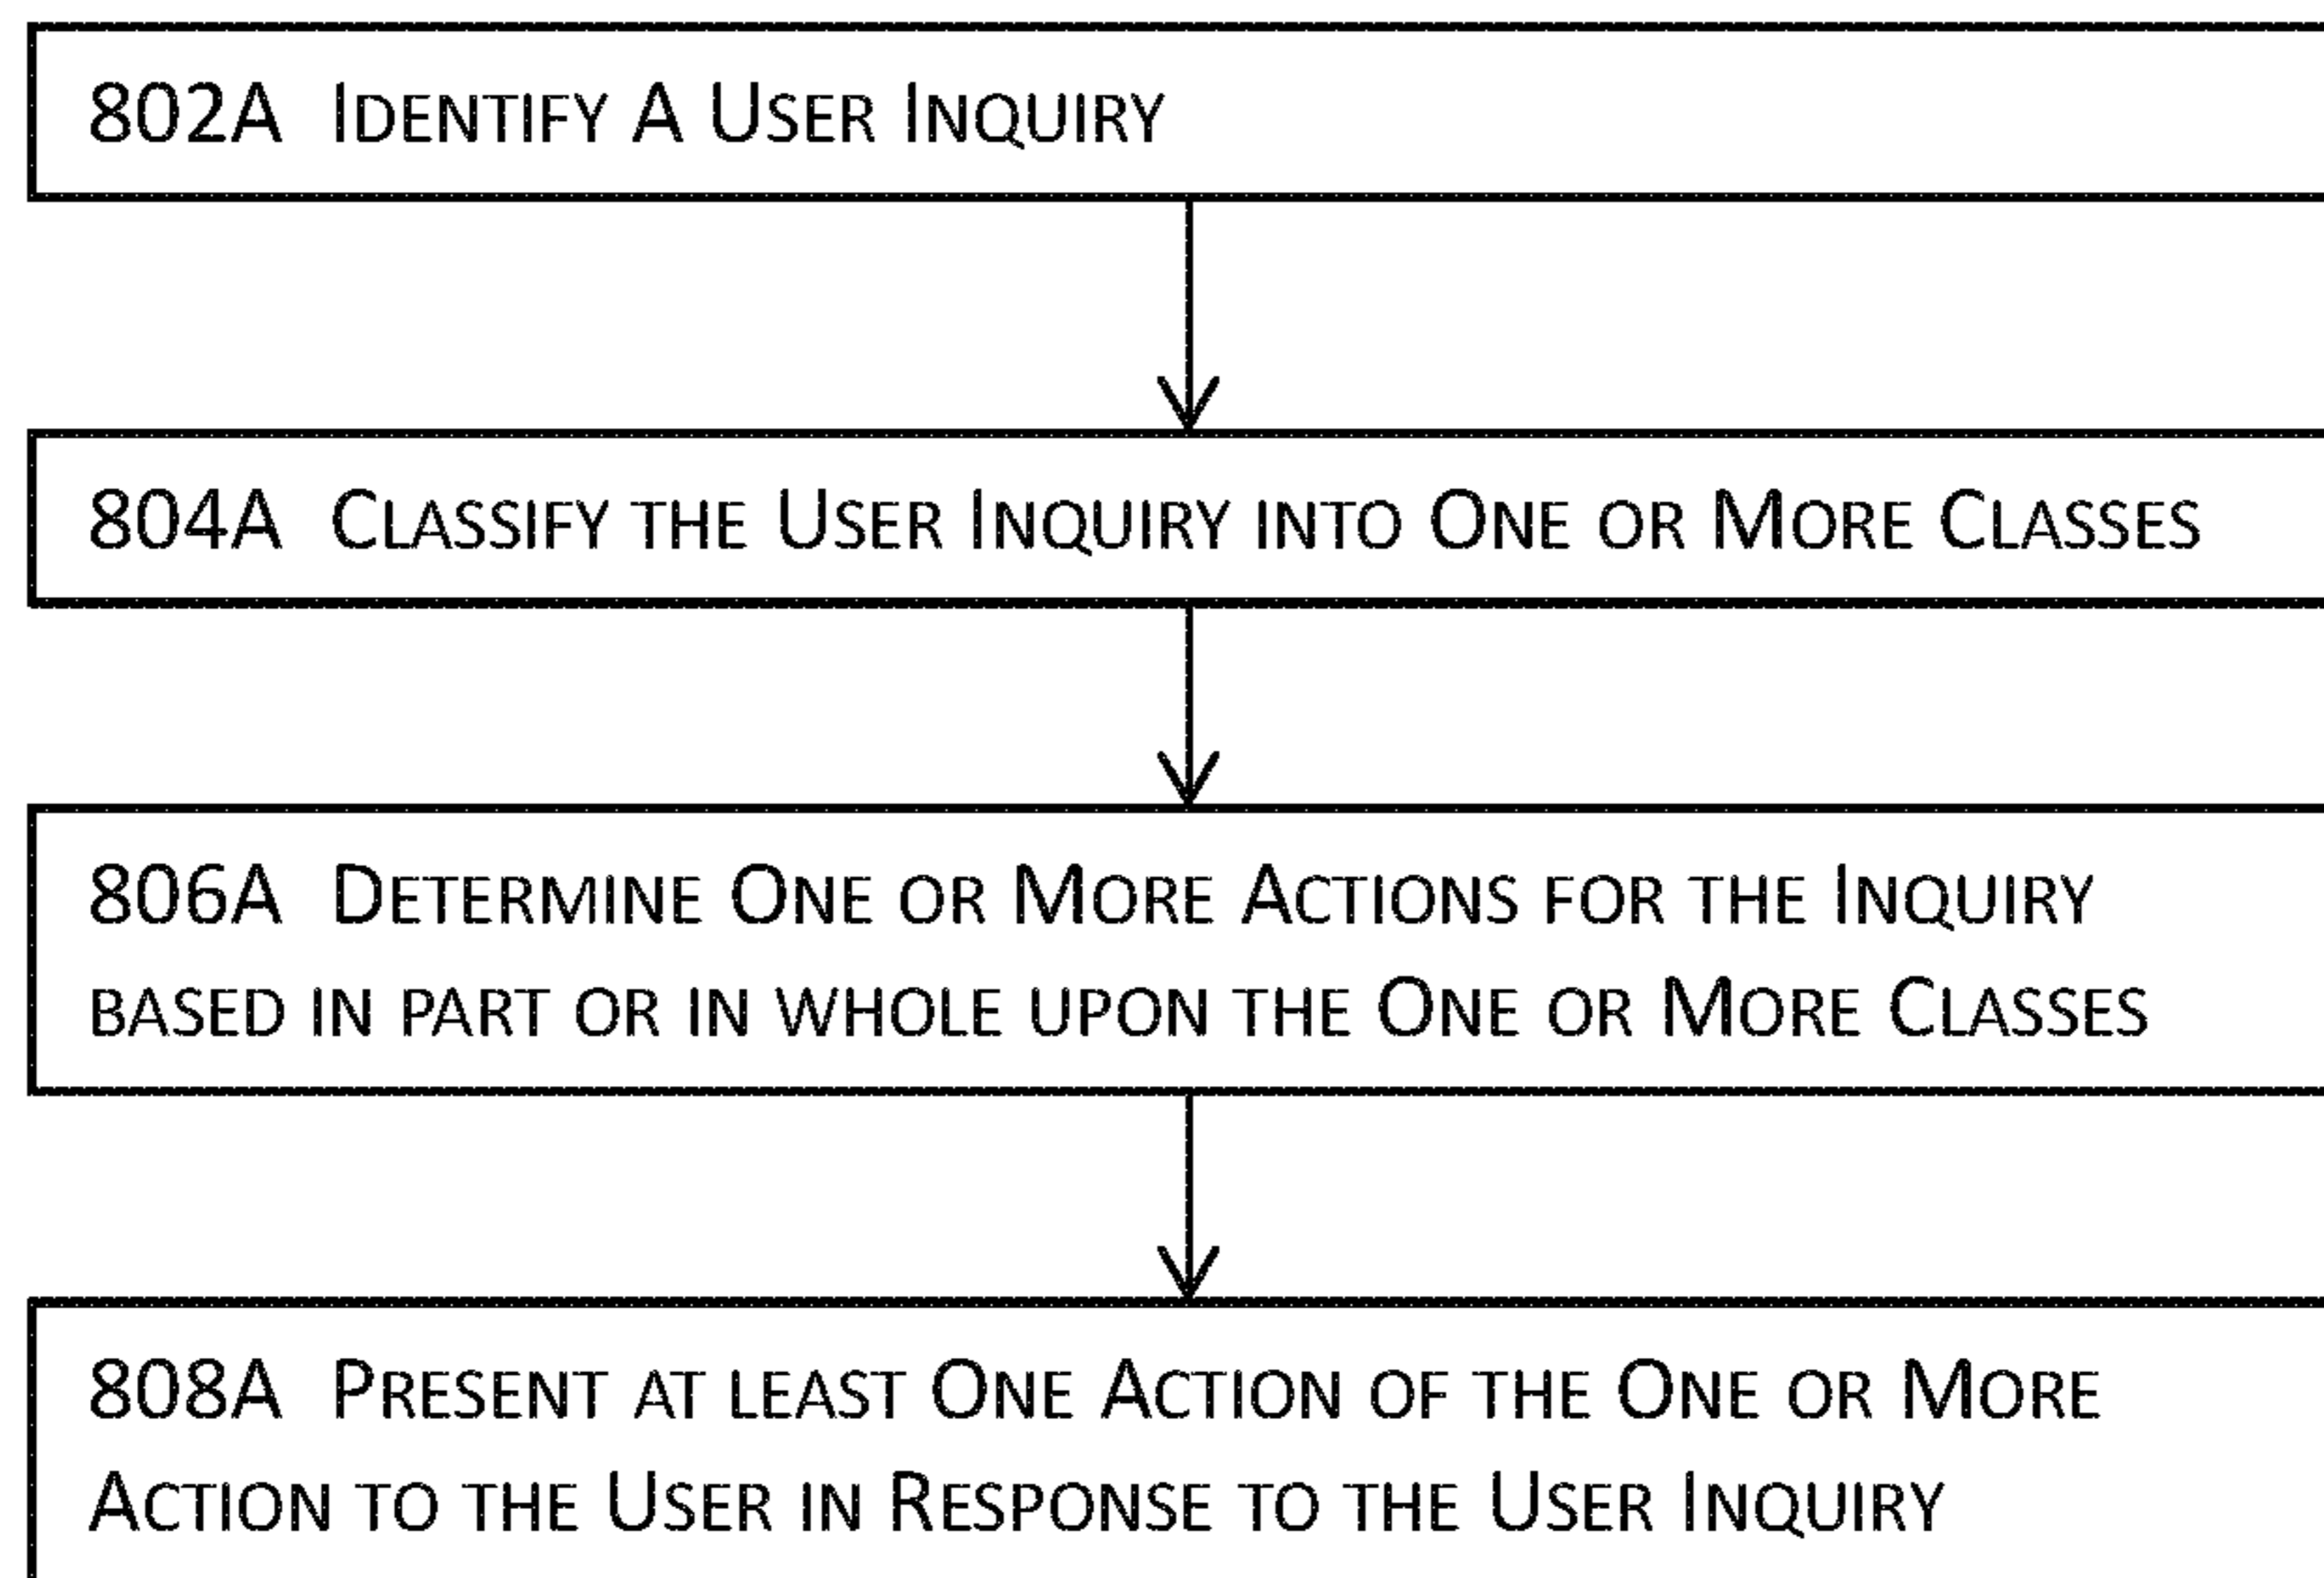 802A Identify A User Inquiry
804A Classify the User Inquiry into One or More Classes
806A Determine One or More Actions for the Inquiry
based in part or in whole upon the One or More Classes
808A Present at least One Action of the One or More
Action to the User in Response to the User Inquiry